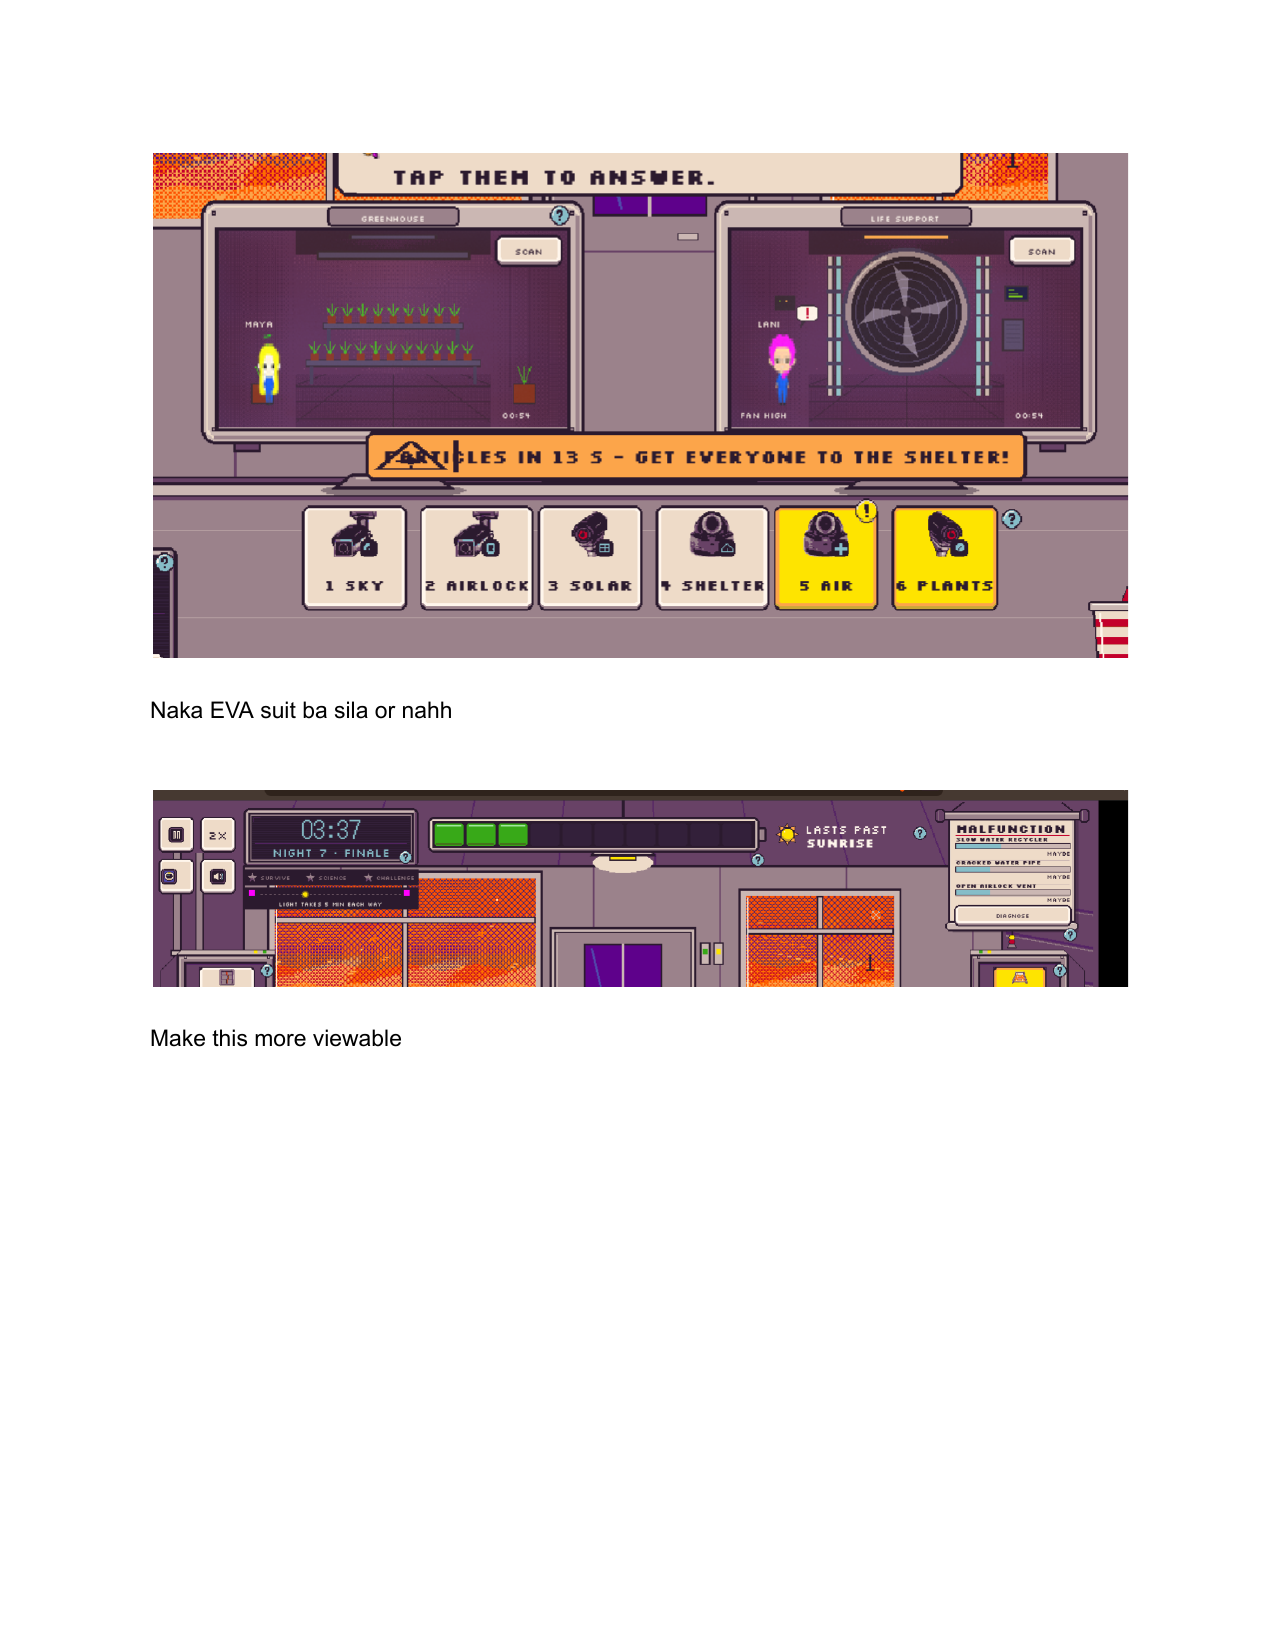 TAP THEM TO ANSWER.
GREENHOUSE
?
LIFE SUPPORT
SCAN
SCAN
MAYA
LANI
!
00:54
FAN HIGH
00:54
PARTICLES IN 13 S - GET EVERYONE TO THE SHELTER!
!
?
?
1 SKY
2 AIRLOCK
3 SOLAR
4 SHELTER
5 AIR
6 PLANTS
Naka EVA suit ba sila or nahh
2X
03:37
NIGHT 7 · FINALE
?
?
LASTS PAST
SUNRISE
?
MALFUNCTION
SLOW WATER RECYCLER
MAYBE
CRACKED WATER PIPE
MAYBE
OPEN AIRLOCK VENT
MAYBE
DIAGNOSE
?
SURVIVE SCIENCE CHALLENGE
LIGHT TAKES 5 MIN EACH WAY
?
?
Make this more viewable